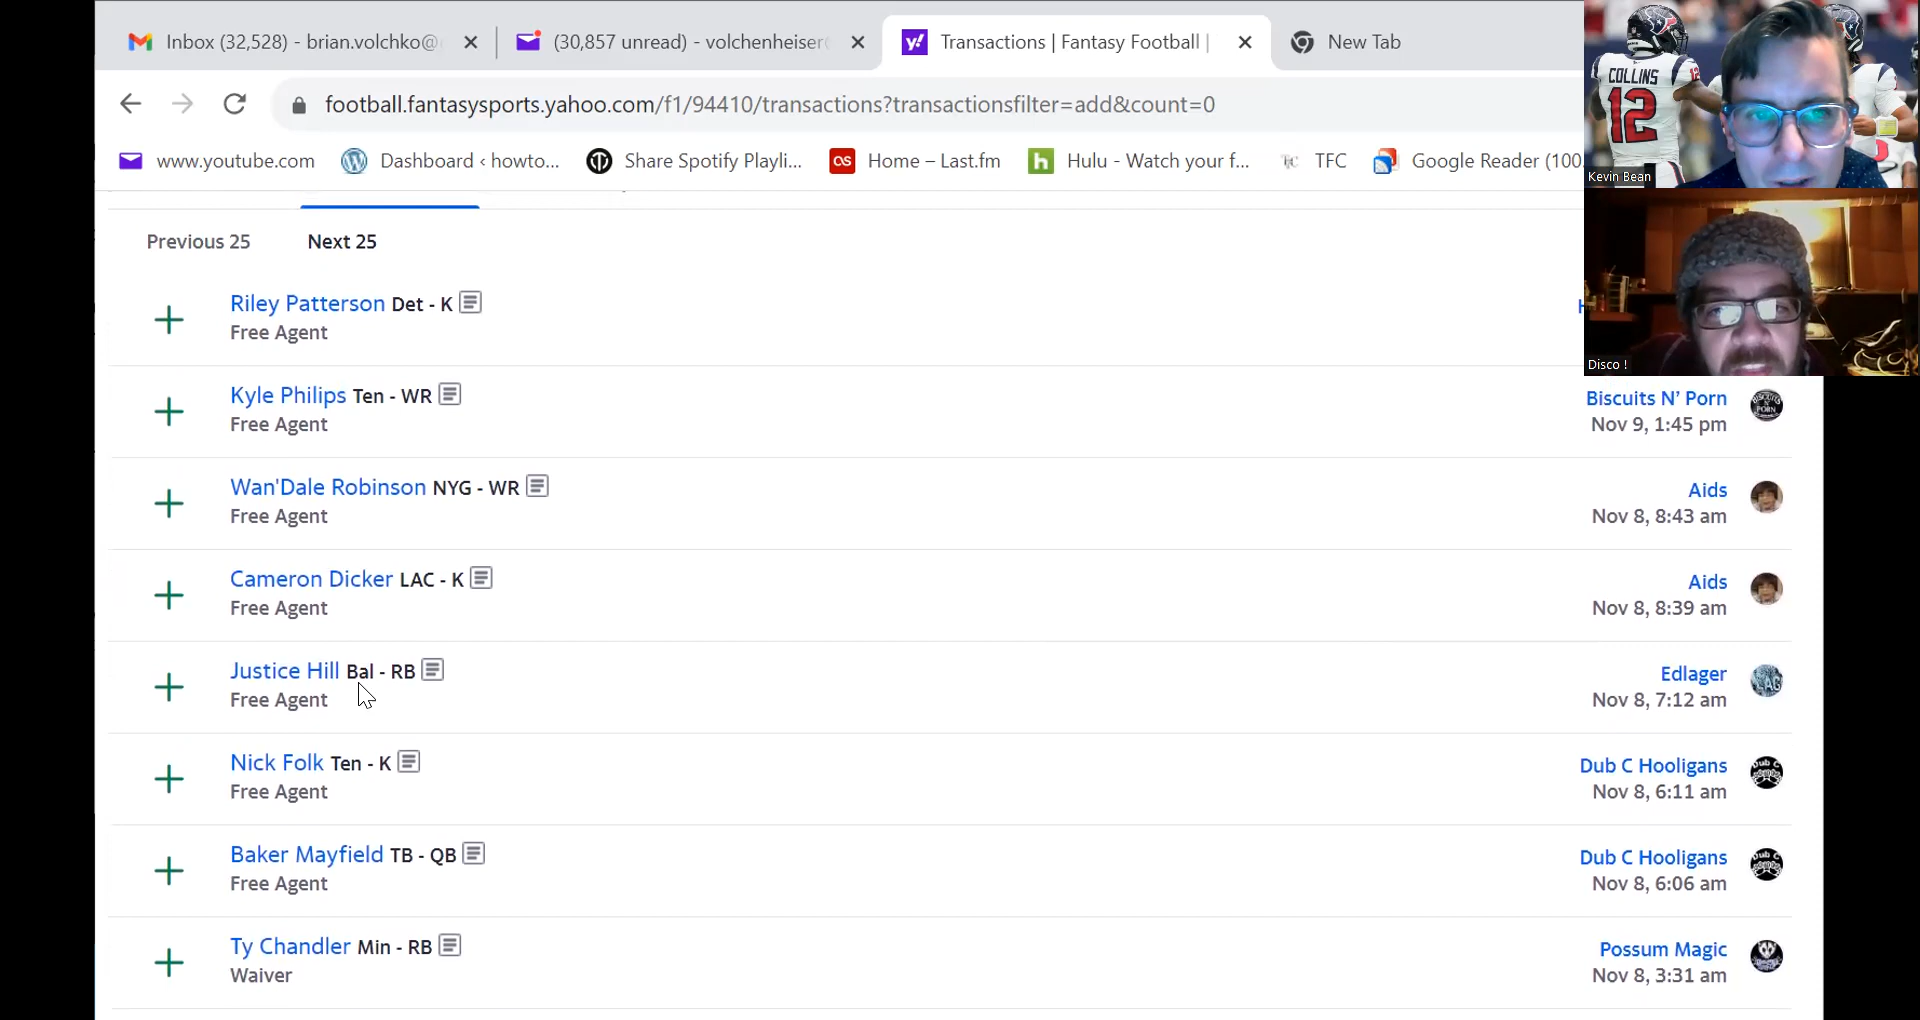 Inbox (32,528) - brian.volchko@
(30,857 unread) - volchenheiser
Transactions | Fantasy Football |
New Tab
football.fantasysports.yahoo.com/f1/94410/transactions?transactionsfilter=add&count=0
www.youtube.com
Dashboard ‹ howto...
Share Spotify Playli...
Home – Last.fm
Hulu - Watch your f...
TFC
Google Reader (100
COLLINS
12
12
Kevin Bean
Disco !
Previous 25
Next 25
Riley Patterson Det - K
Free Agent
Kyle Philips Ten - WR
Free Agent
Biscuits N' Porn
Nov 9, 1:45 pm
Wan'Dale Robinson NYG - WR
Free Agent
Aids
Nov 8, 8:43 am
Cameron Dicker LAC - K
Free Agent
Aids
Nov 8, 8:39 am
Justice Hill Bal - RB
Free Agent
Edlager
Nov 8, 7:12 am
Nick Folk Ten - K
Free Agent
Dub C Hooligans
Nov 8, 6:11 am
Baker Mayfield TB - QB
Free Agent
Dub C Hooligans
Nov 8, 6:06 am
Ty Chandler Min - RB
Waiver
Possum Magic
Nov 8, 3:31 am